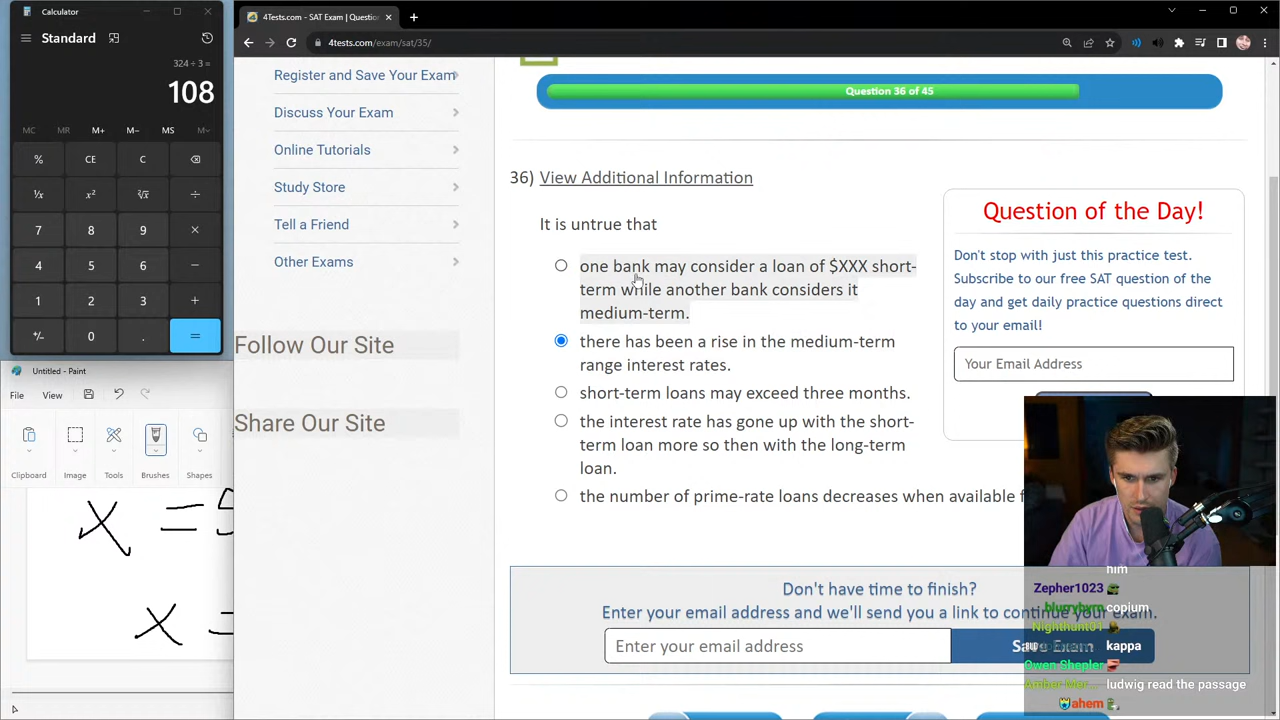 Calculator
4Tests.com - SAT Exam | Question
Standard
4tests.com/exam/sat/35/
324 ÷ 3 =
108
MC MR M+ M− MS M˅
% CE C
¹/x x² ²√x ÷
7 8 9 ×
4 5 6 −
1 2 3 +
+/− 0 . =
Register and Save Your Exam
Discuss Your Exam
Online Tutorials
Study Store
Tell a Friend
Other Exams
Follow Our Site
Share Our Site
Question 36 of 45
36) View Additional Information
It is untrue that
one bank may consider a loan of $XXX short-
term while another bank considers it
medium-term.
there has been a rise in the medium-term
range interest rates.
short-term loans may exceed three months.
the interest rate has gone up with the short-
term loan more so then with the long-term
loan.
the number of prime-rate loans decreases when available f
Question of the Day!
Don't stop with just this practice test.
Subscribe to our free SAT question of the
day and get daily practice questions direct
to your email!
Your Email Address
Don't have time to finish?
Enter your email address and we'll send you a link to continue your exam.
Enter your email address
Save Exam
Untitled - Paint
File View
Clipboard Image Tools Brushes Shapes
x = 5
x =
him
Zepher1023
blurrybyrn copium
Nighthunt01
kappa
Owen Shepler
Amber Mer... ludwig read the passage
ahem